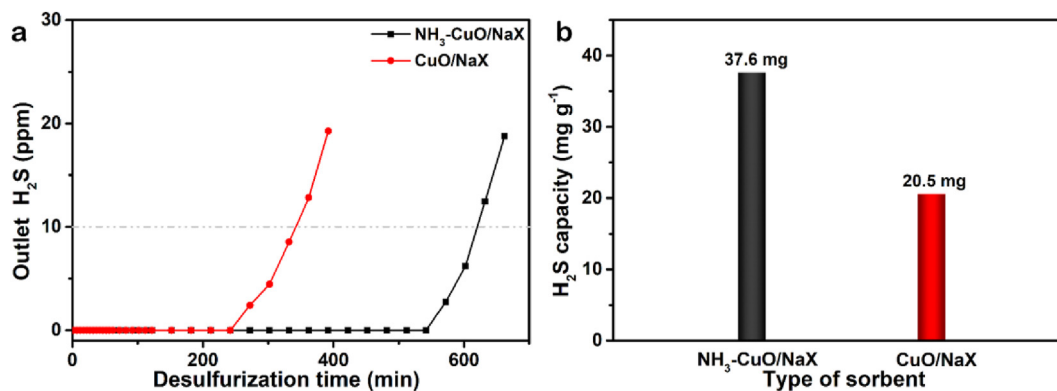 a
Outlet H₂S (ppm)
30
20
10
0
0
200
400
600
Desulfurization time (min)
NH₃-CuO/NaX
CuO/NaX
b
H₂S capacity (mg g⁻¹)
40
30
20
10
0
37.6 mg
20.5 mg
NH₃-CuO/NaX
CuO/NaX
Type of sorbent